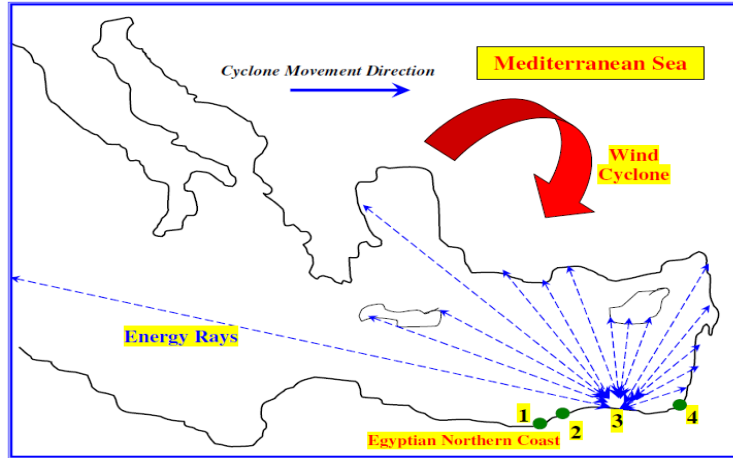 Cyclone Movement Direction
Mediterranean Sea
Wind
Cyclone
Energy Rays
1
2
3
4
Egyptian Northern Coast